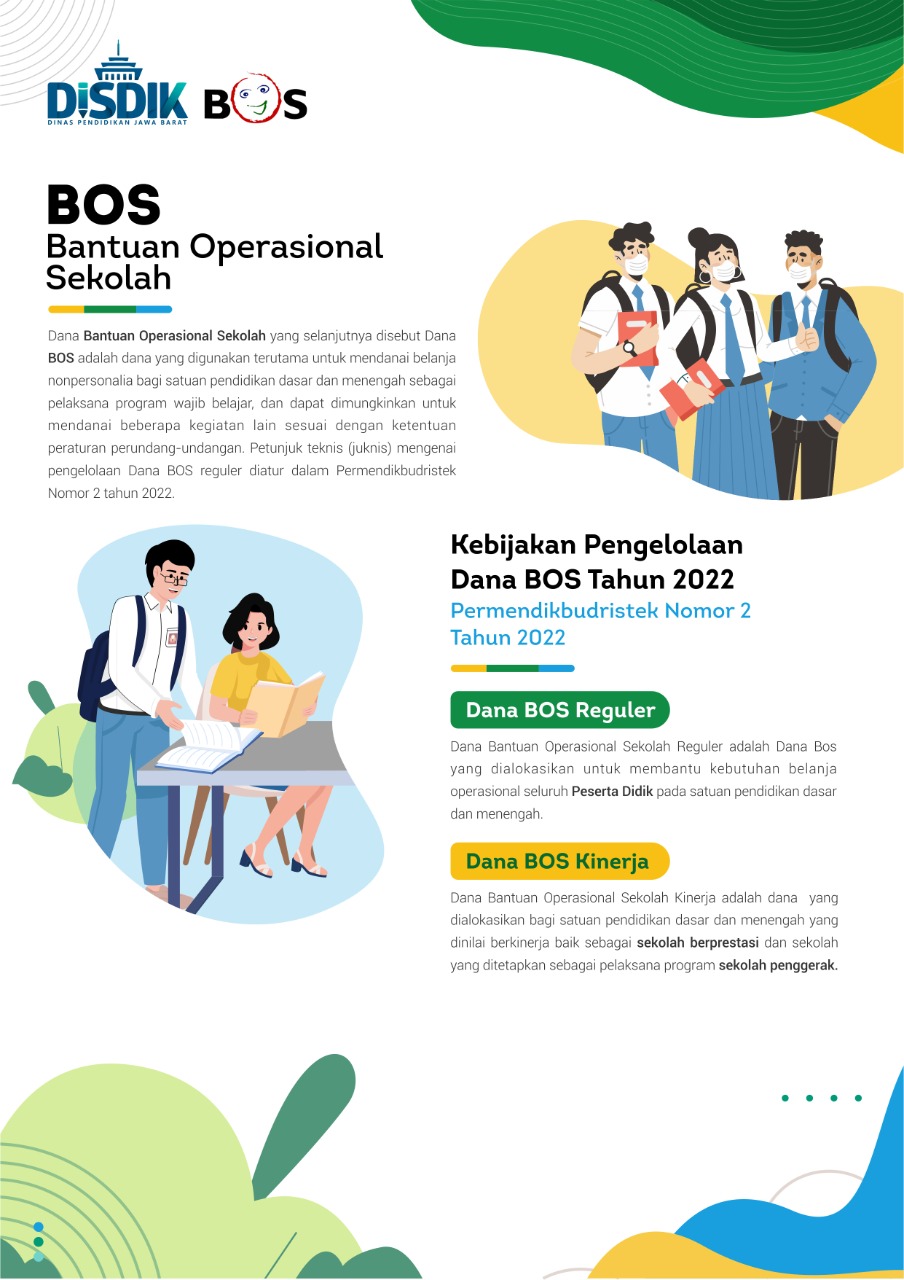 DISDIK
DINAS PENDIDIKAN JAWA BARAT
BOS
BOS
Bantuan Operasional
Sekolah
Dana Bantuan Operasional Sekolah yang selanjutnya disebut Dana
BOS adalah dana yang digunakan terutama untuk mendanai belanja
nonpersonalia bagi satuan pendidikan dasar dan menengah sebagai
pelaksana program wajib belajar, dan dapat dimungkinkan untuk
mendanai beberapa kegiatan lain sesuai dengan ketentuan
peraturan perundang-undangan. Petunjuk teknis (juknis) mengenai
pengelolaan Dana BOS reguler diatur dalam Permendikbudristek
Nomor 2 tahun 2022.
Kebijakan Pengelolaan
Dana BOS Tahun 2022
Permendikbudristek Nomor 2
Tahun 2022
Dana BOS Reguler
Dana Bantuan Operasional Sekolah Reguler adalah Dana Bos
yang dialokasikan untuk membantu kebutuhan belanja
operasional seluruh Peserta Didik pada satuan pendidikan dasar
dan menengah.
Dana BOS Kinerja
Dana Bantuan Operasional Sekolah Kinerja adalah dana yang
dialokasikan bagi satuan pendidikan dasar dan menengah yang
dinilai berkinerja baik sebagai sekolah berprestasi dan sekolah
yang ditetapkan sebagai pelaksana program sekolah penggerak.